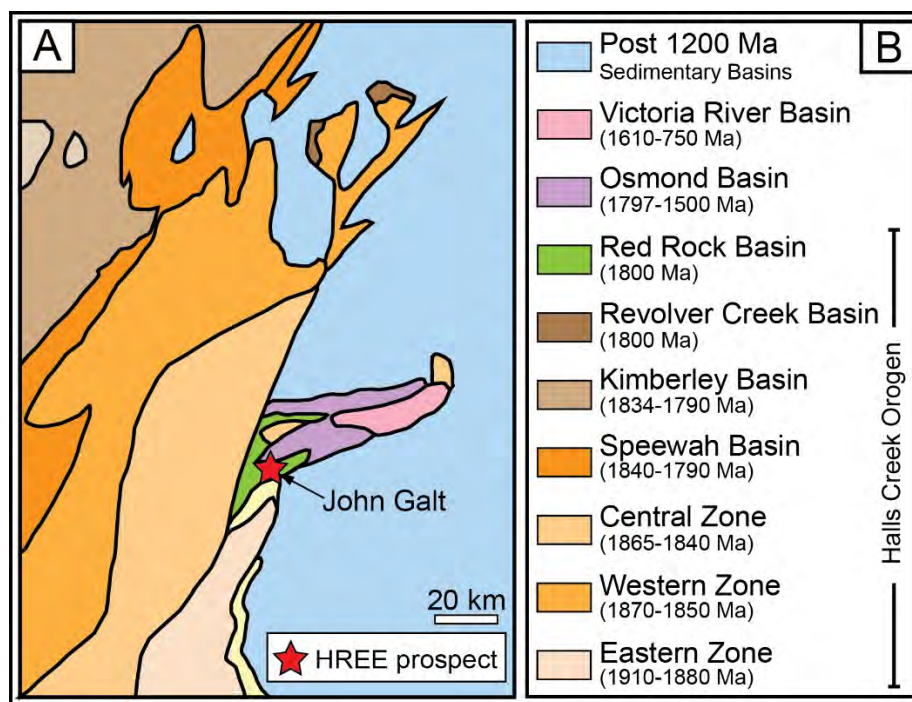 A
John Galt
20 km
HREE prospect
B
Post 1200 Ma
Sedimentary Basins
Victoria River Basin
(1610-750 Ma)
Osmond Basin
(1797-1500 Ma)
Red Rock Basin
(1800 Ma)
Revolver Creek Basin
(1800 Ma)
Kimberley Basin
(1834-1790 Ma)
Speewah Basin
(1840-1790 Ma)
Central Zone
(1865-1840 Ma)
Western Zone
(1870-1850 Ma)
Eastern Zone
(1910-1880 Ma)
Halls Creek Orogen